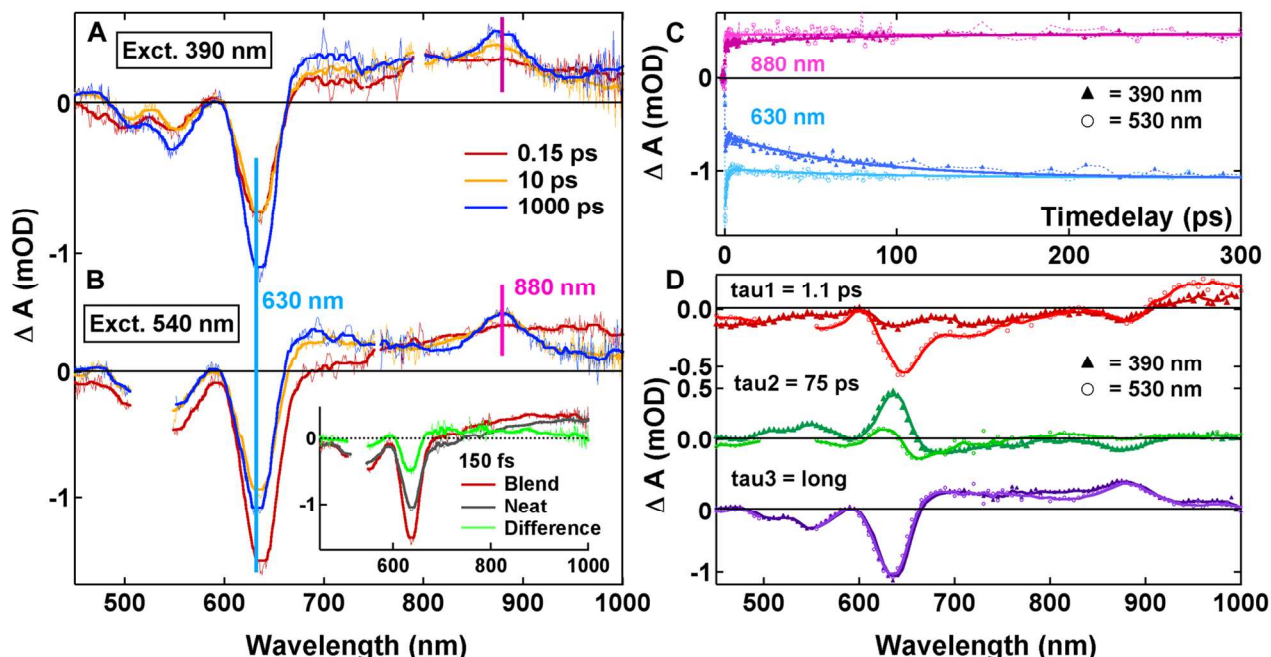 A
Exct. 390 nm
0
0.15 ps
10 ps
1000 ps
-1
Δ A (mOD)
B
Exct. 540 nm
630 nm
880 nm
0
-1
0
-1
150 fs
Blend
Neat
Difference
600
800
1000
500
600
700
800
900
1000
Wavelength (nm)
C
880 nm
630 nm
▲ = 390 nm
○ = 530 nm
0
-1
Δ A (mOD)
Timedelay (ps)
0
100
200
300
D
tau1 = 1.1 ps
0.0
-0.5
▲ = 390 nm
○ = 530 nm
tau2 = 75 ps
0.5
0.0
tau3 = long
0
-1
Δ A (mOD)
500
600
700
800
900
1000
Wavelength (nm)